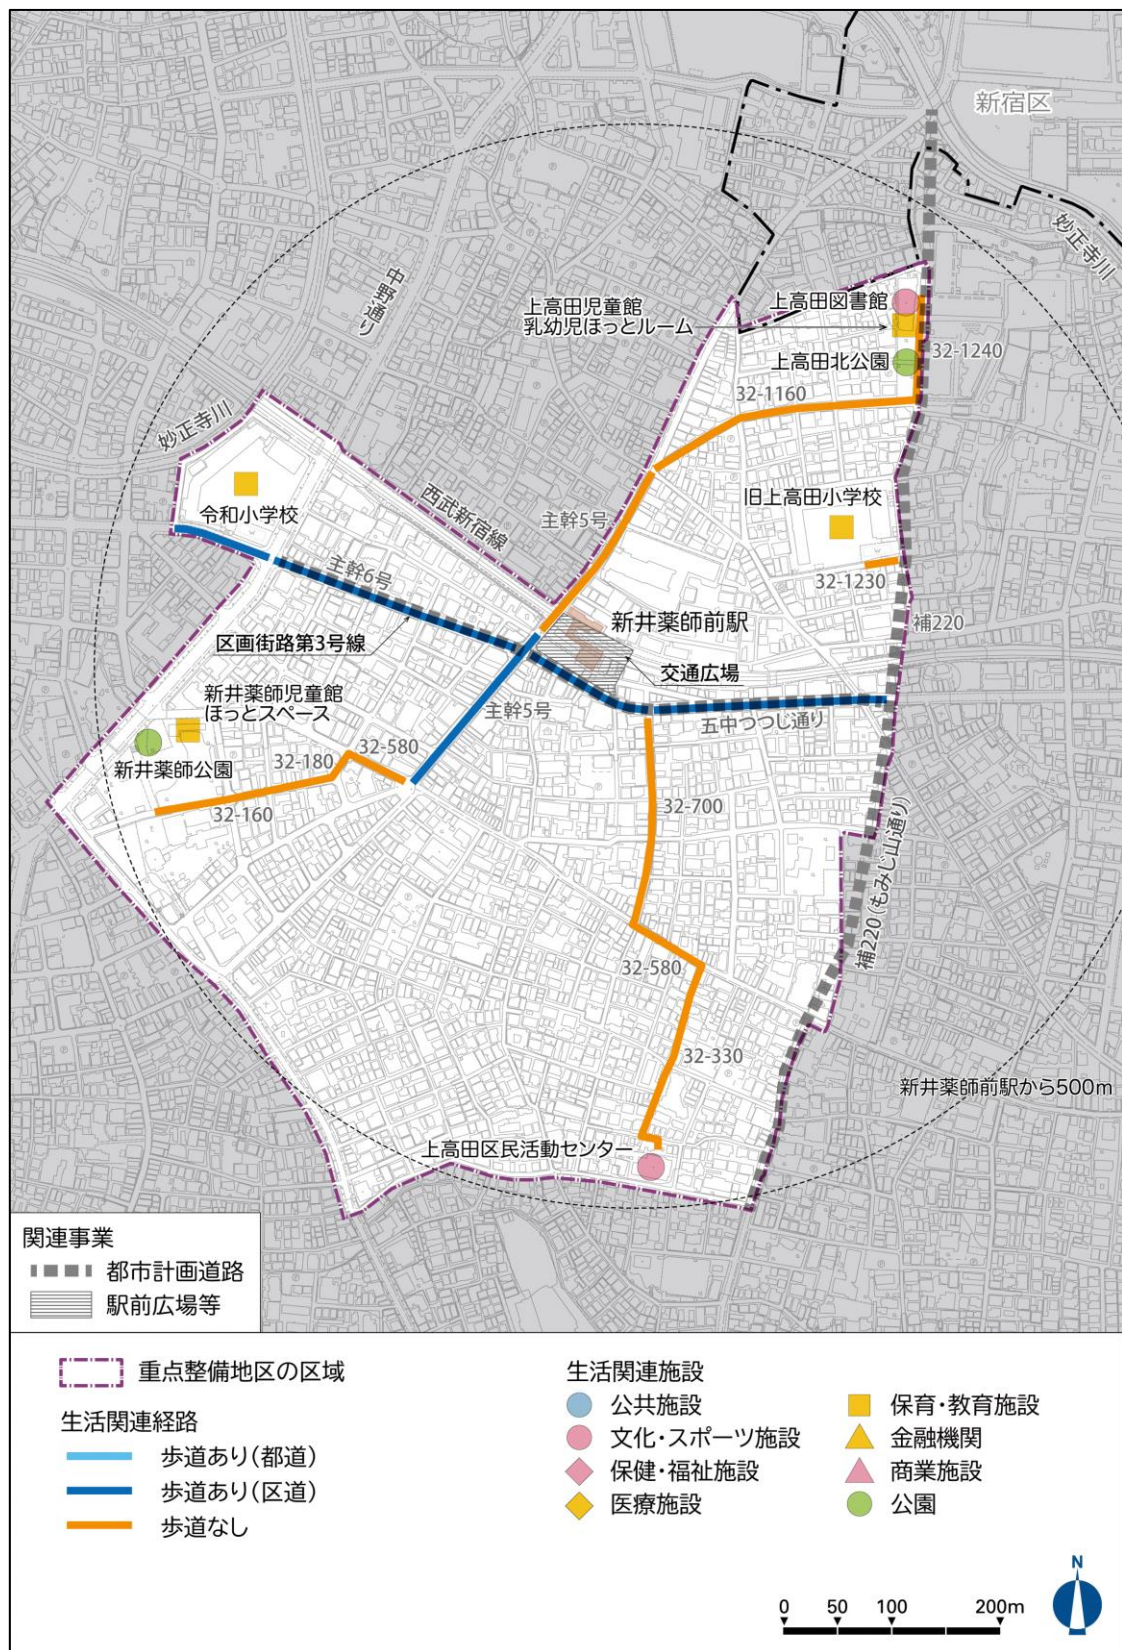 新宿区
妙正寺川
中野通り
上高田児童館
乳幼児ほっとルーム
上高田図書館
上高田北公園
32-1240
32-1160
妙正寺川
令和小学校
西武新宿線
主幹5号
旧上高田小学校
32-1230
主幹6号
新井薬師前駅
補220
区画街路第3号線
交通広場
新井薬師児童館
ほっとスペース
主幹5号
五中つつじ通り
新井薬師公園
32-180
32-580
32-160
32-700
補220(もみじ山通り)
32-580
32-330
新井薬師前駅から500m
上高田区民活動センター
関連事業
都市計画道路
駅前広場等
重点整備地区の区域
生活関連経路
歩道あり(都道)
歩道あり(区道)
歩道なし
生活関連施設
公共施設
文化・スポーツ施設
保健・福祉施設
医療施設
保育・教育施設
金融機関
商業施設
公園
N
0 50 100 200m